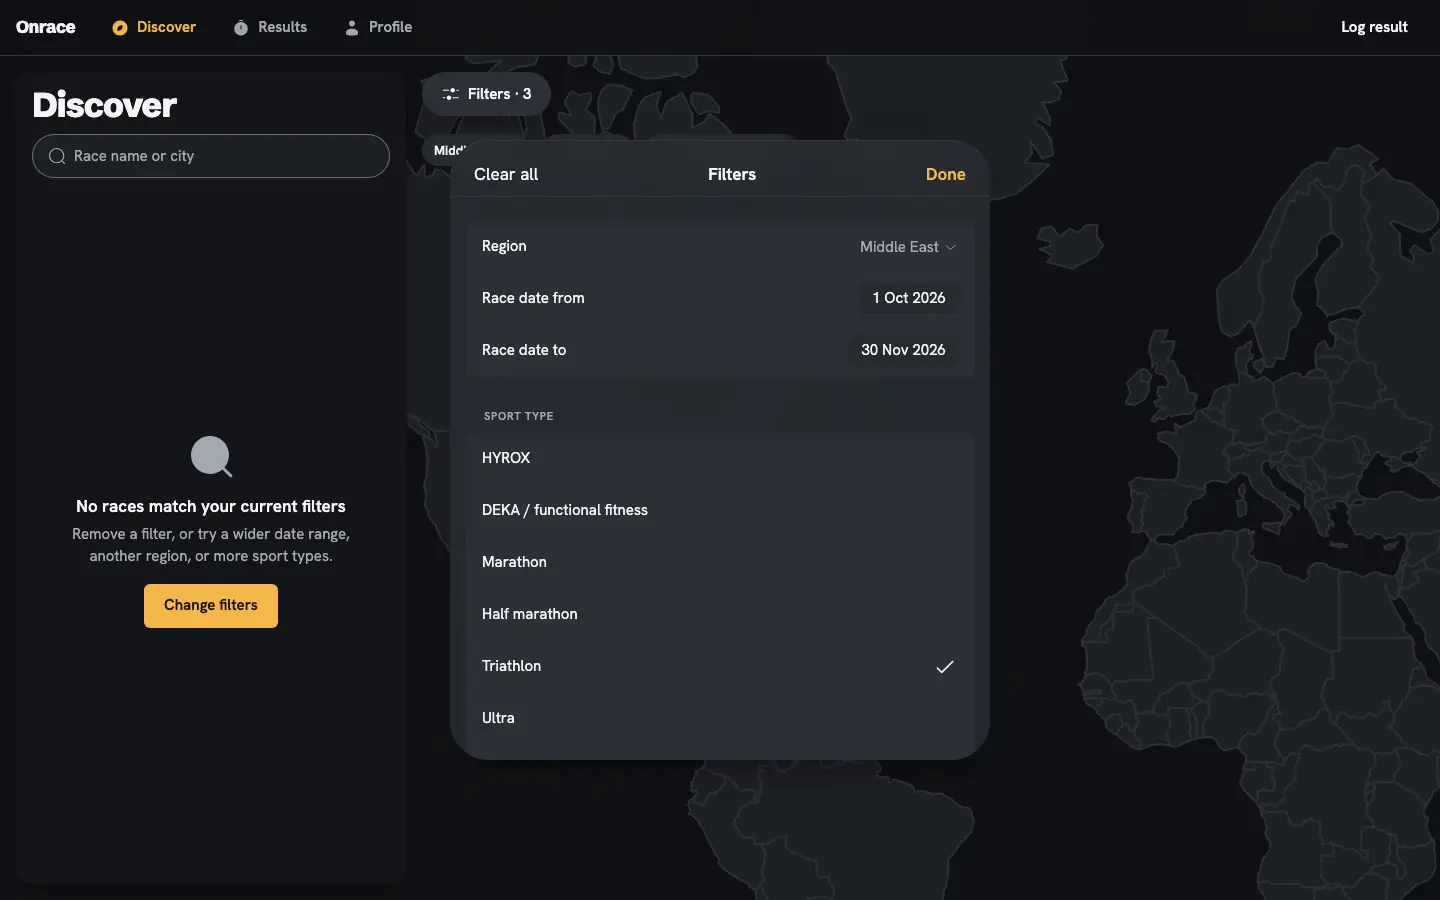 Onrace
Discover
Results
Profile
Log result
Discover
Race name or city
Filters · 3
No races match your current filters
Remove a filter, or try a wider date range,
another region, or more sport types.
Change filters
Clear all
Filters
Done
Region
Middle East
Race date from
1 Oct 2026
Race date to
30 Nov 2026
SPORT TYPE
HYROX
DEKA / functional fitness
Marathon
Half marathon
Triathlon
Ultra